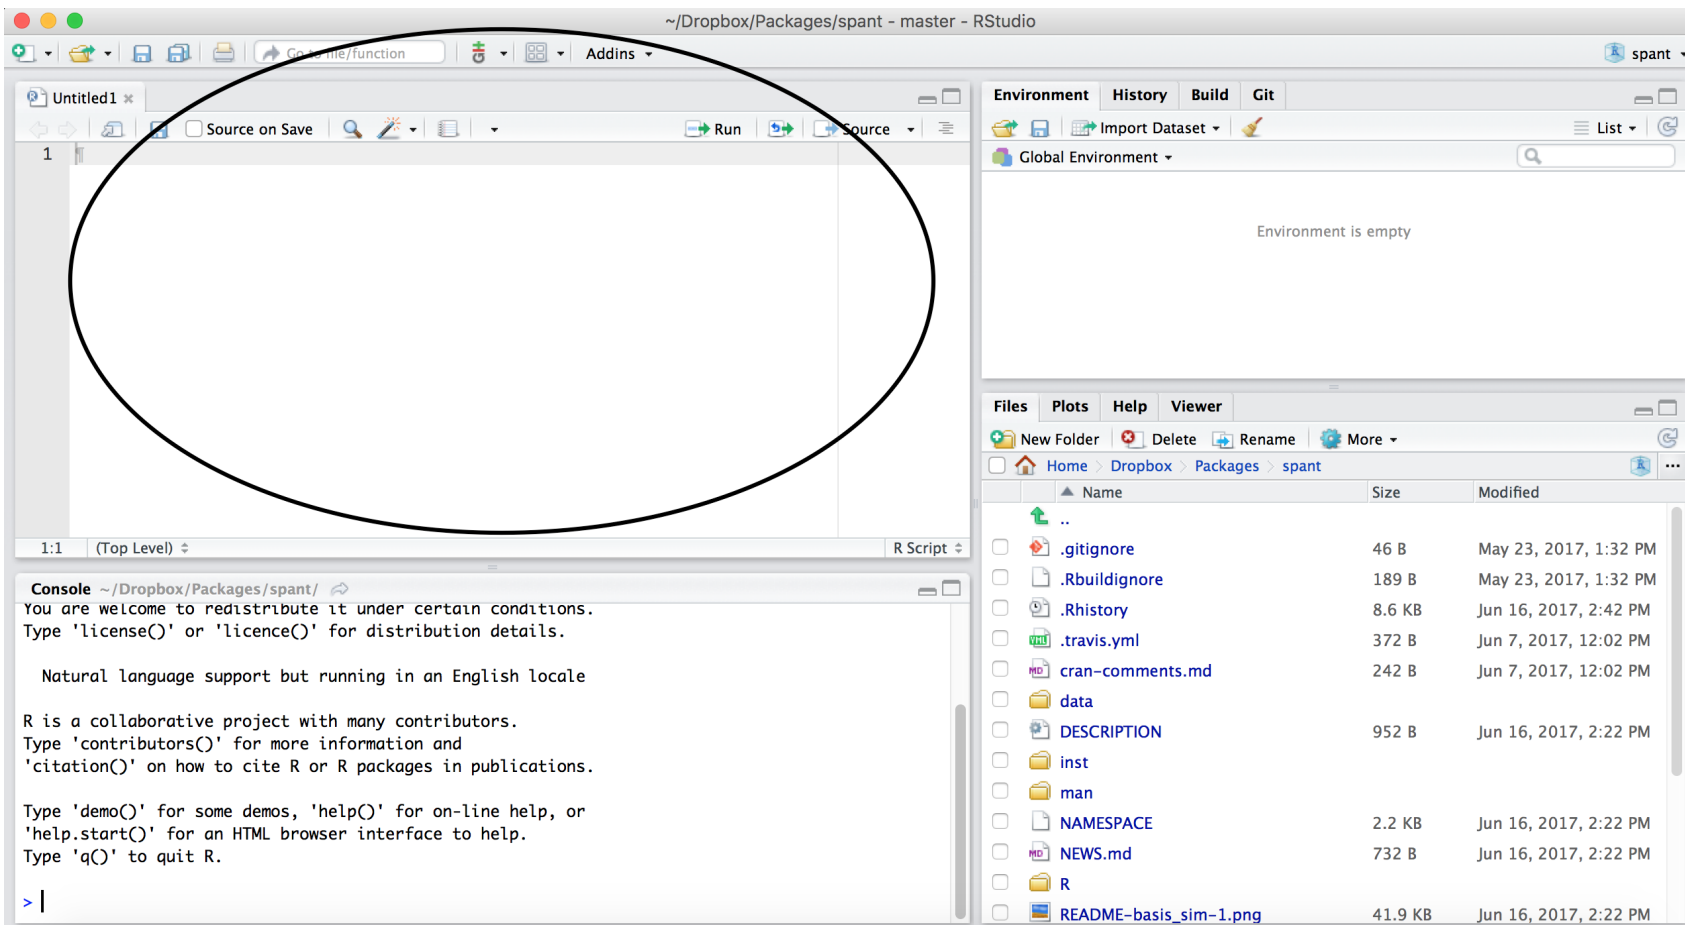 ~/Dropbox/Packages/spant - master - RStudio
Go to file/function
Addins
spant
Untitled1
Source on Save
Run
Source
1
1:1
(Top Level)
R Script
Console ~/Dropbox/Packages/spant/
You are welcome to redistribute it under certain conditions.
Type 'license()' or 'licence()' for distribution details.
Natural language support but running in an English locale
R is a collaborative project with many contributors.
Type 'contributors()' for more information and
'citation()' on how to cite R or R packages in publications.
Type 'demo()' for some demos, 'help()' for on-line help, or
'help.start()' for an HTML browser interface to help.
Type 'q()' to quit R.
>
Environment History Build Git
Import Dataset
List
Global Environment
Environment is empty
Files Plots Help Viewer
New Folder Delete Rename More
Home Dropbox Packages spant ...
Name Size Modified
..
.gitignore 46 B May 23, 2017, 1:32 PM
.Rbuildignore 189 B May 23, 2017, 1:32 PM
.Rhistory 8.6 KB Jun 16, 2017, 2:42 PM
.travis.yml 372 B Jun 7, 2017, 12:02 PM
cran-comments.md 242 B Jun 7, 2017, 12:02 PM
data
DESCRIPTION 952 B Jun 16, 2017, 2:22 PM
inst
man
NAMESPACE 2.2 KB Jun 16, 2017, 2:22 PM
NEWS.md 732 B Jun 16, 2017, 2:22 PM
R
README-basis_sim-1.png 41.9 KB Jun 16, 2017, 2:22 PM